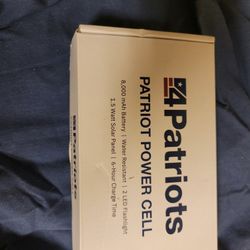 4Patriots
PATRIOT POWER CELL
8,000 mAh Battery | Water Resistant | 2 LED Flashlight
1.5 Watt Solar Panel | 6-Hour Charge Time
4Patriots